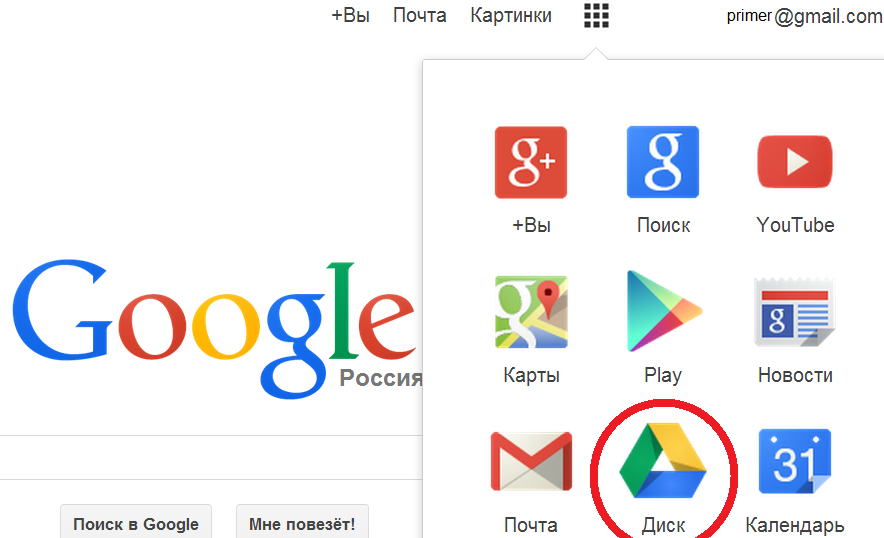 +Вы Почта Картинки primer@gmail.com
g+ g
+Вы Поиск YouTube
g g
Карты Play Новости
Google
Россия
31
Почта Диск Календарь
Поиск в Google Мне повезёт!